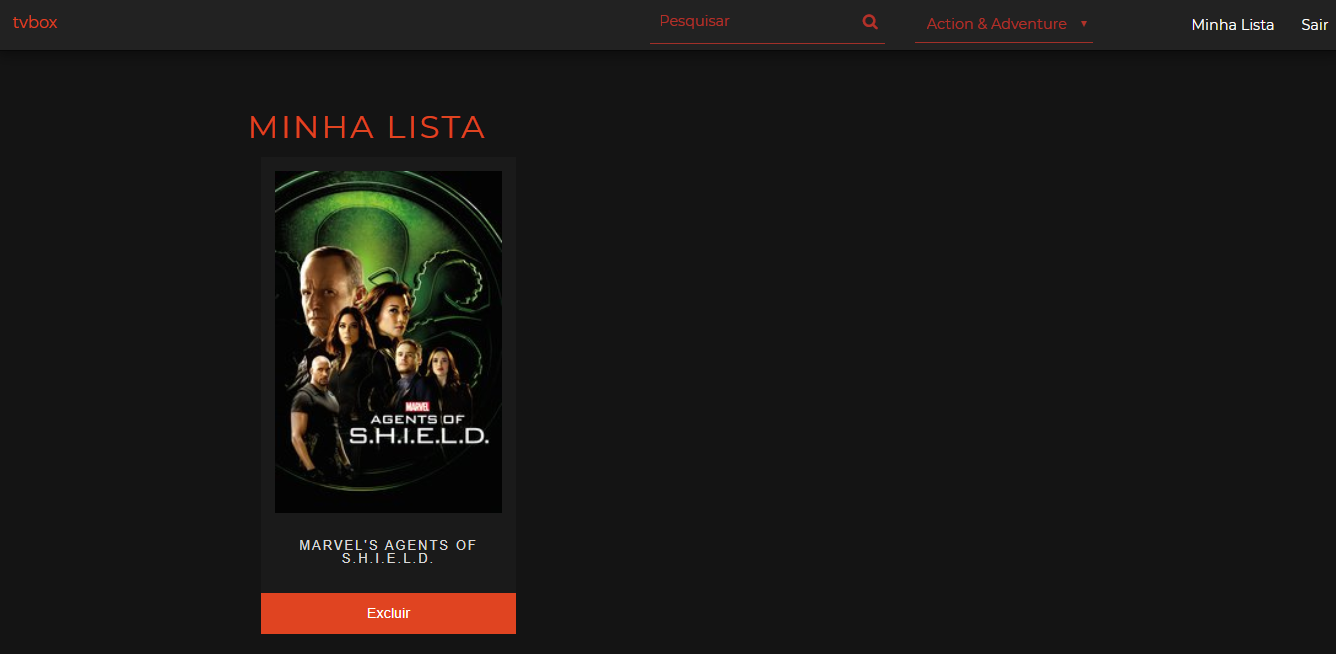 tvbox
Pesquisar
Action & Adventure
Minha Lista
Sair
MINHA LISTA
MARVEL
AGENTS OF
S.H.I.E.L.D.
MARVEL'S AGENTS OF
S.H.I.E.L.D.
Excluir